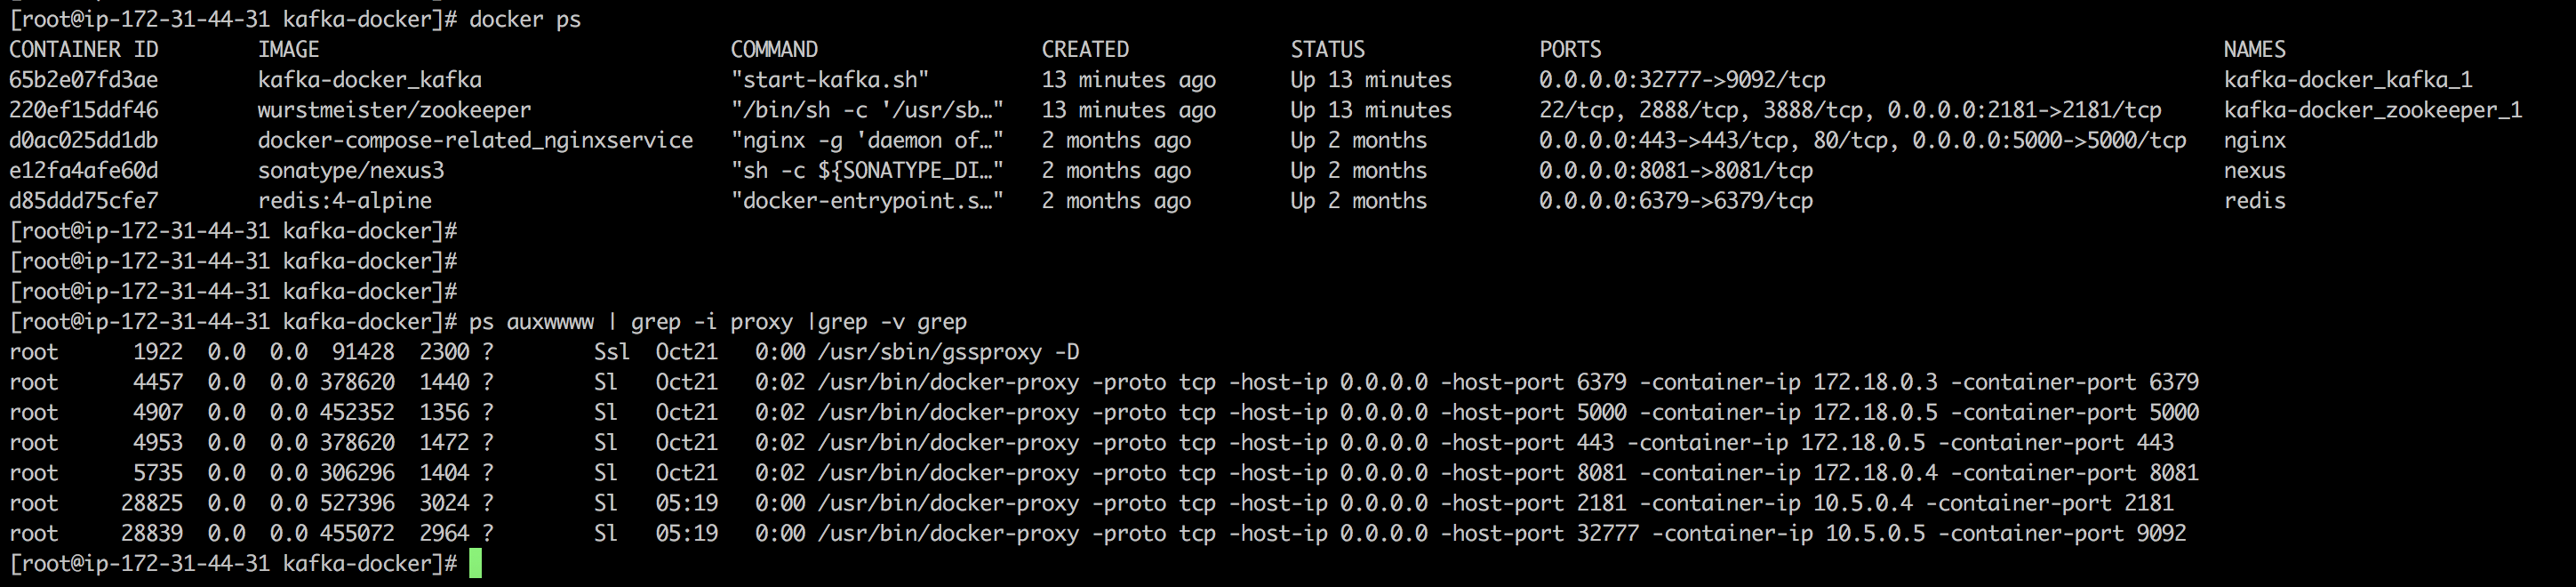 [root@ip-172-31-44-31 kafka-docker]# docker ps
CONTAINER ID        IMAGE                                 COMMAND                  CREATED             STATUS              PORTS                                                  NAMES
65b2e07fd3ae        kafka-docker_kafka                    "start-kafka.sh"         13 minutes ago      Up 13 minutes       0.0.0.0:32777->9092/tcp                                kafka-docker_kafka_1
220ef15ddf46        wurstmeister/zookeeper                "/bin/sh -c '/usr/sb…"   13 minutes ago      Up 13 minutes       22/tcp, 2888/tcp, 3888/tcp, 0.0.0.0:2181->2181/tcp     kafka-docker_zookeeper_1
d0ac025dd1db        docker-compose-related_nginxservice   "nginx -g 'daemon of…"   2 months ago        Up 2 months         0.0.0.0:443->443/tcp, 80/tcp, 0.0.0.0:5000->5000/tcp   nginx
e12fa4afe60d        sonatype/nexus3                       "sh -c ${SONATYPE_DI…"   2 months ago        Up 2 months         0.0.0.0:8081->8081/tcp                                 nexus
d85ddd75cfe7        redis:4-alpine                        "docker-entrypoint.s…"   2 months ago        Up 2 months         0.0.0.0:6379->6379/tcp                                 redis
[root@ip-172-31-44-31 kafka-docker]#
[root@ip-172-31-44-31 kafka-docker]#
[root@ip-172-31-44-31 kafka-docker]#
[root@ip-172-31-44-31 kafka-docker]# ps auxwwww | grep -i proxy |grep -v grep
root      1922  0.0  0.0  91428  2300 ?        Ssl  Oct21   0:00 /usr/sbin/gssproxy -D
root      4457  0.0  0.0 378620  1440 ?        Sl   Oct21   0:02 /usr/bin/docker-proxy -proto tcp -host-ip 0.0.0.0 -host-port 6379 -container-ip 172.18.0.3 -container-port 6379
root      4907  0.0  0.0 452352  1356 ?        Sl   Oct21   0:02 /usr/bin/docker-proxy -proto tcp -host-ip 0.0.0.0 -host-port 5000 -container-ip 172.18.0.5 -container-port 5000
root      4953  0.0  0.0 378620  1472 ?        Sl   Oct21   0:02 /usr/bin/docker-proxy -proto tcp -host-ip 0.0.0.0 -host-port 443 -container-ip 172.18.0.5 -container-port 443
root      5735  0.0  0.0 306296  1404 ?        Sl   Oct21   0:02 /usr/bin/docker-proxy -proto tcp -host-ip 0.0.0.0 -host-port 8081 -container-ip 172.18.0.4 -container-port 8081
root     28825  0.0  0.0 527396  3024 ?        Sl   05:19   0:00 /usr/bin/docker-proxy -proto tcp -host-ip 0.0.0.0 -host-port 2181 -container-ip 10.5.0.4 -container-port 2181
root     28839  0.0  0.0 455072  2964 ?        Sl   05:19   0:00 /usr/bin/docker-proxy -proto tcp -host-ip 0.0.0.0 -host-port 32777 -container-ip 10.5.0.5 -container-port 9092
[root@ip-172-31-44-31 kafka-docker]#